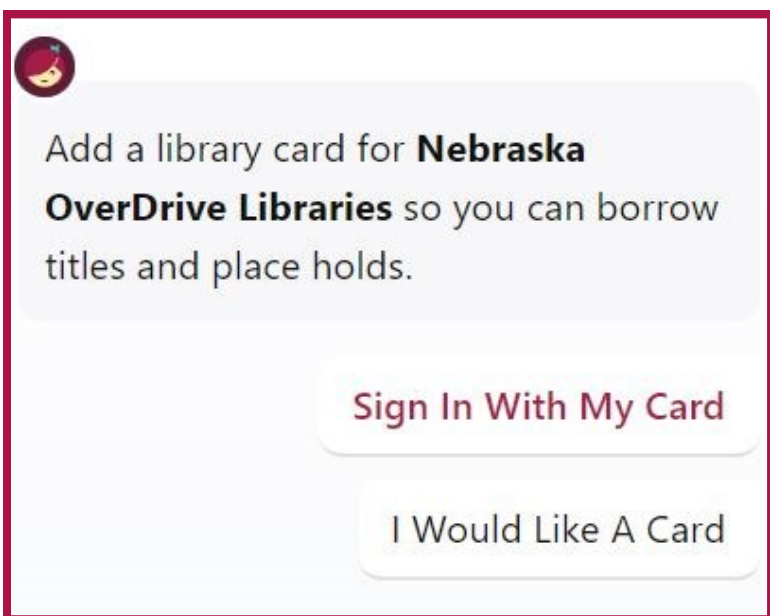 Add a library card for Nebraska
OverDrive Libraries so you can borrow
titles and place holds.
Sign In With My Card
I Would Like A Card